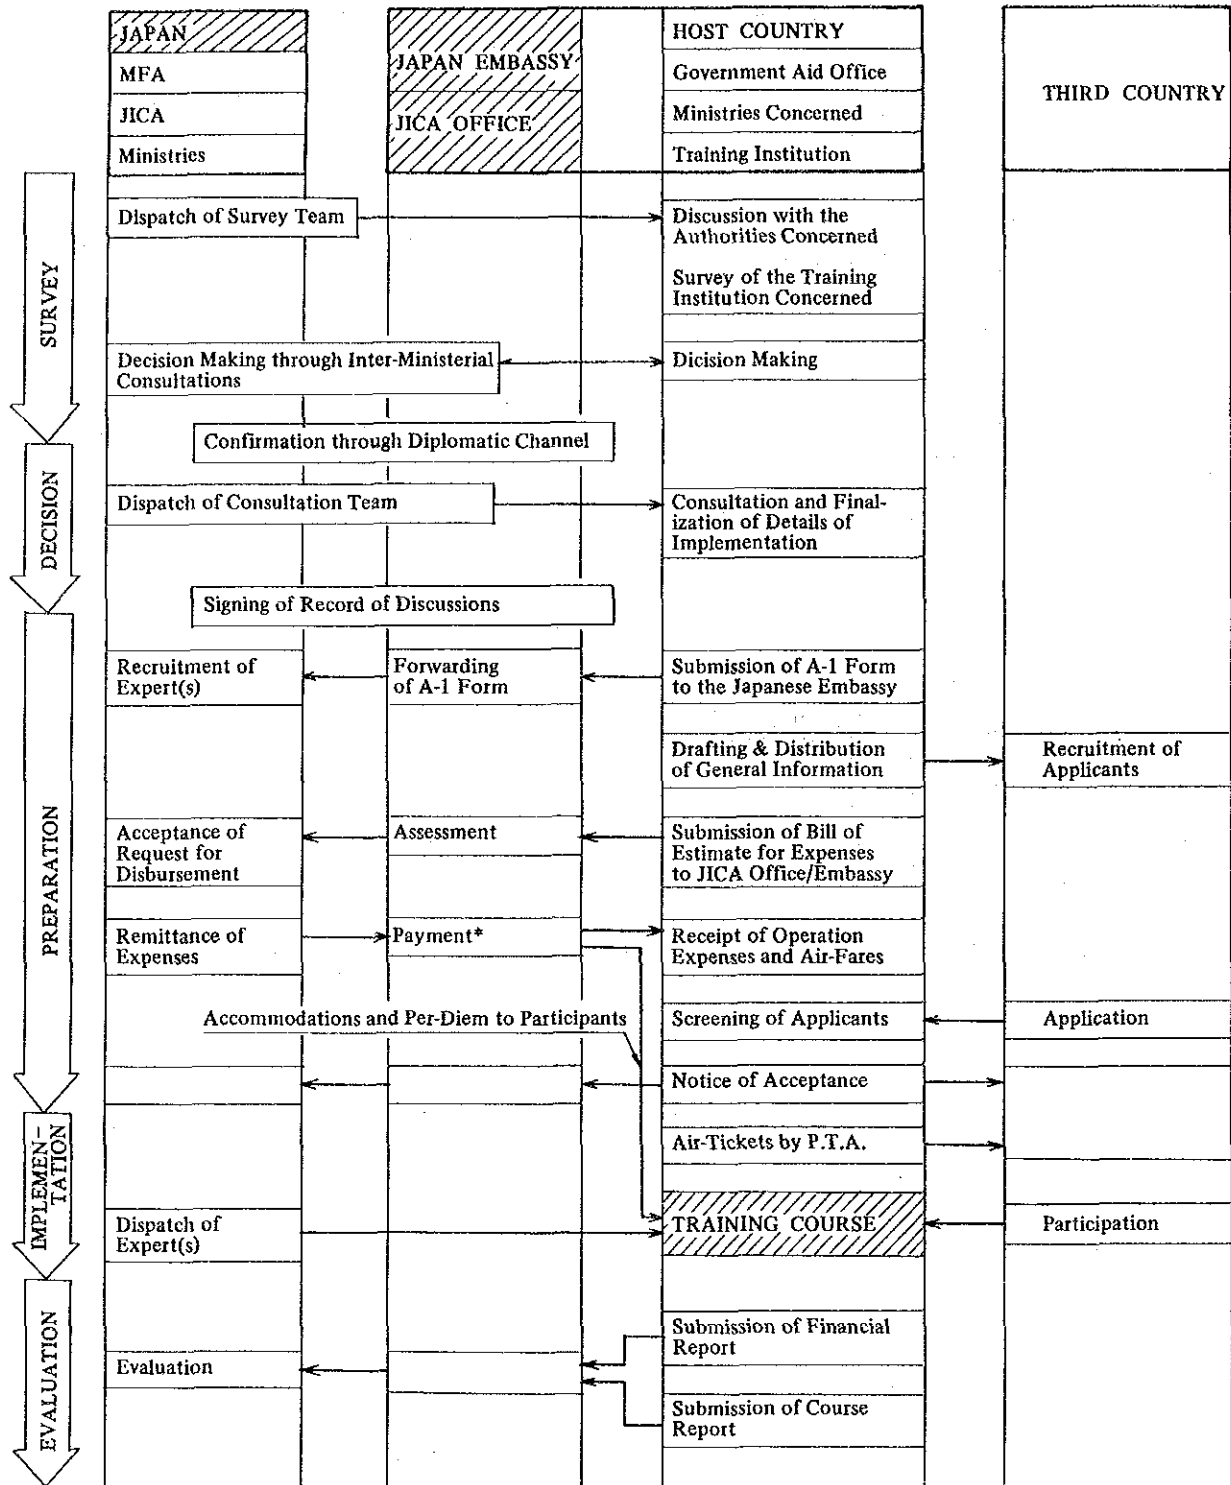 JAPAN
MFA
JICA
Ministries
JAPAN EMBASSY
JICA OFFICE
HOST COUNTRY
Government Aid Office
Ministries Concerned
Training Institution
THIRD COUNTRY
SURVEY
Dispatch of Survey Team
Discussion with the
Authorities Concerned
Survey of the Training
Institution Concerned
Decision Making through Inter-Ministerial
Consultations
Dicision Making
DECISION
Confirmation through Diplomatic Channel
Dispatch of Consultation Team
Consultation and Final-
ization of Details of
Implementation
Signing of Record of Discussions
PREPARATION
Recruitment of
Expert(s)
Forwarding
of A-1 Form
Submission of A-1 Form
to the Japanese Embassy
Drafting & Distribution
of General Information
Recruitment of
Applicants
Acceptance of
Request for
Disbursement
Assessment
Submission of Bill of
Estimate for Expenses
to JICA Office/Embassy
Remittance of
Expenses
Payment*
Receipt of Operation
Expenses and Air-Fares
Accommodations and Per-Diem to Participants
Screening of Applicants
Application
Notice of Acceptance
IMPLEMEN-
TATION
Air-Tickets by P.T.A.
Dispatch of
Expert(s)
TRAINING COURSE
Participation
EVALUATION
Submission of Financial
Report
Evaluation
Submission of Course
Report